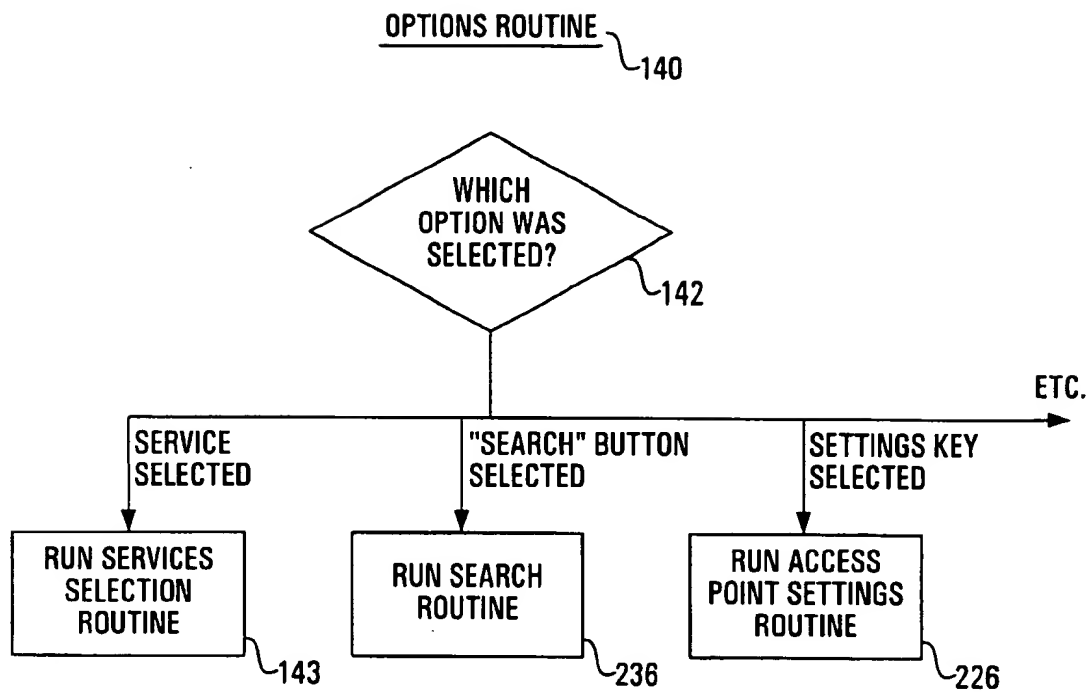 OPTIONS ROUTINE
140
WHICH
OPTION WAS
SELECTED?
142
ETC.
SERVICE
SELECTED
"SEARCH" BUTTON
SELECTED
SETTINGS KEY
SELECTED
RUN SERVICES
SELECTION
ROUTINE
143
RUN SEARCH
ROUTINE
236
RUN ACCESS
POINT SETTINGS
ROUTINE
226